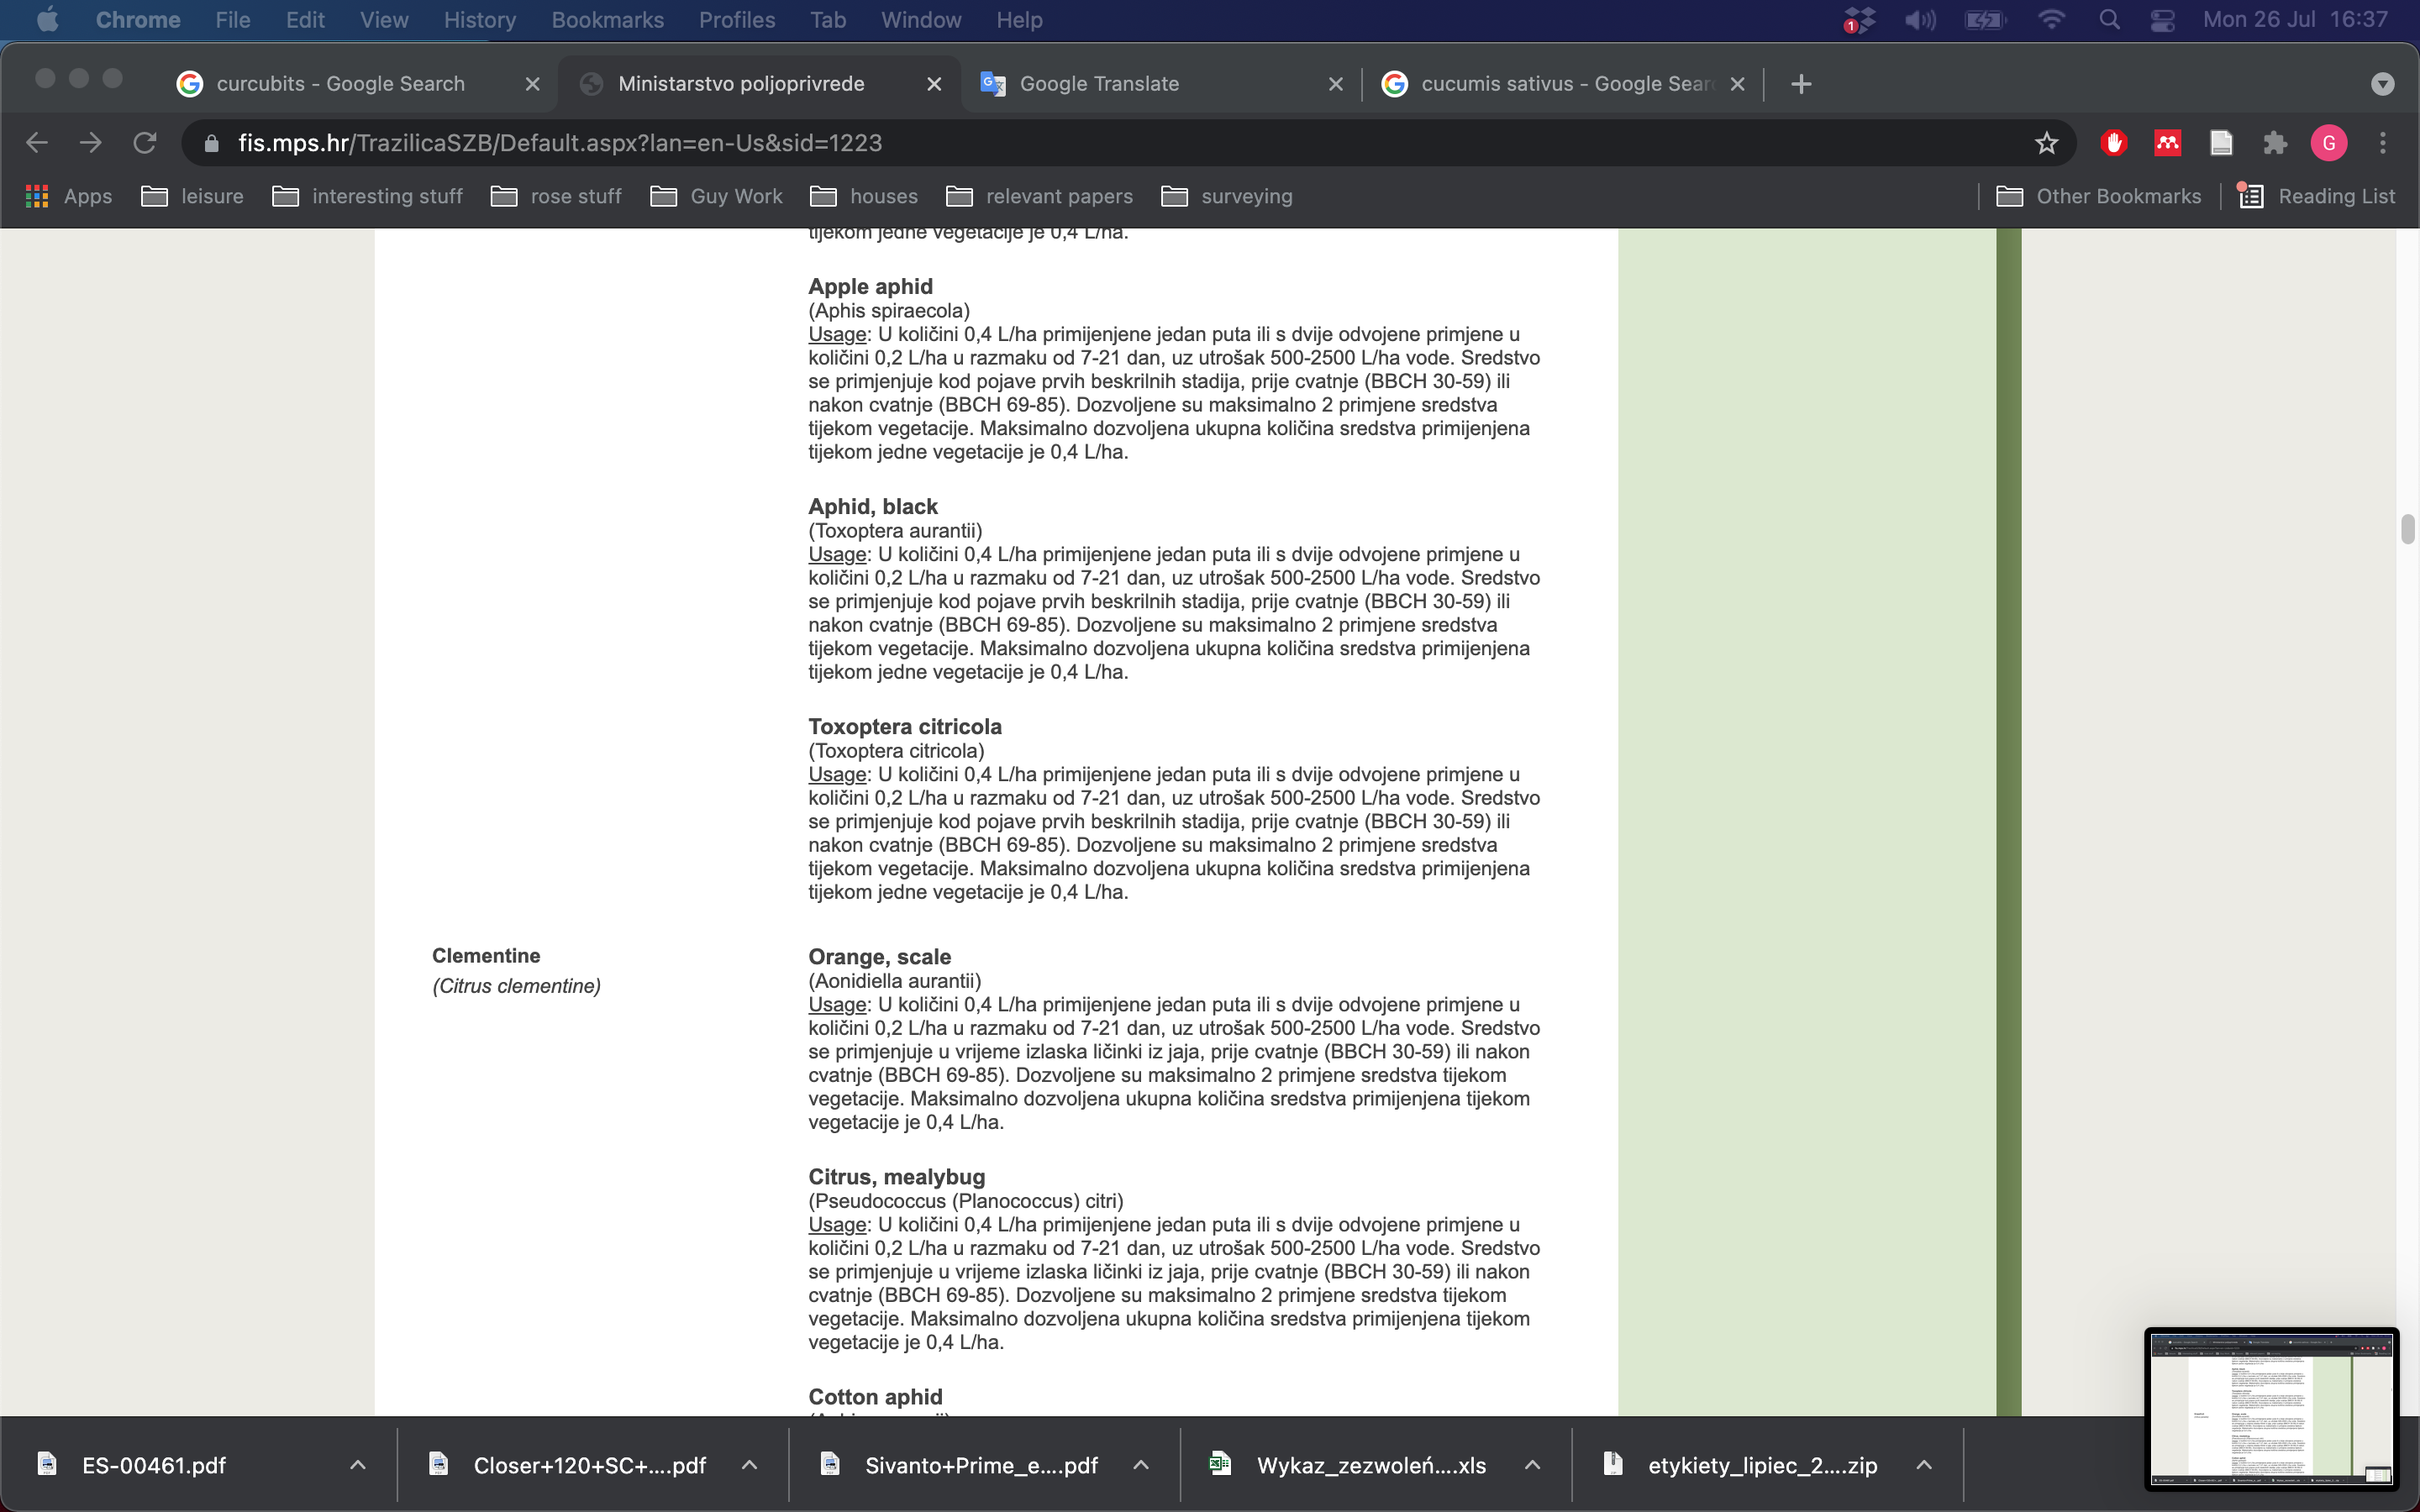 Chrome File Edit View History Bookmarks Profiles Tab Window Help 1 Mon 26 Jul 16:37
curcubits - Google Search Ministarstvo poljoprivrede Google Translate cucumis sativus - Google Sear
fis.mps.hr/TrazilicaSZB/Default.aspx?lan=en-Us&sid=1223 G
Apps leisure interesting stuff rose stuff Guy Work houses relevant papers surveying Other Bookmarks Reading List
tijekom jedne vegetacije je 0,4 L/ha.
Apple aphid
(Aphis spiraecola)
Usage: U količini 0,4 L/ha primijenjene jedan puta ili s dvije odvojene primjene u
količini 0,2 L/ha u razmaku od 7-21 dan, uz utrošak 500-2500 L/ha vode. Sredstvo
se primjenjuje kod pojave prvih beskrilnih stadija, prije cvatnje (BBCH 30-59) ili
nakon cvatnje (BBCH 69-85). Dozvoljene su maksimalno 2 primjene sredstva
tijekom vegetacije. Maksimalno dozvoljena ukupna količina sredstva primijenjena
tijekom jedne vegetacije je 0,4 L/ha.
Aphid, black
(Toxoptera aurantii)
Usage: U količini 0,4 L/ha primijenjene jedan puta ili s dvije odvojene primjene u
količini 0,2 L/ha u razmaku od 7-21 dan, uz utrošak 500-2500 L/ha vode. Sredstvo
se primjenjuje kod pojave prvih beskrilnih stadija, prije cvatnje (BBCH 30-59) ili
nakon cvatnje (BBCH 69-85). Dozvoljene su maksimalno 2 primjene sredstva
tijekom vegetacije. Maksimalno dozvoljena ukupna količina sredstva primijenjena
tijekom jedne vegetacije je 0,4 L/ha.
Toxoptera citricola
(Toxoptera citricola)
Usage: U količini 0,4 L/ha primijenjene jedan puta ili s dvije odvojene primjene u
količini 0,2 L/ha u razmaku od 7-21 dan, uz utrošak 500-2500 L/ha vode. Sredstvo
se primjenjuje kod pojave prvih beskrilnih stadija, prije cvatnje (BBCH 30-59) ili
nakon cvatnje (BBCH 69-85). Dozvoljene su maksimalno 2 primjene sredstva
tijekom vegetacije. Maksimalno dozvoljena ukupna količina sredstva primijenjena
tijekom jedne vegetacije je 0,4 L/ha.
Clementine
(Citrus clementine)
Orange, scale
(Aonidiella aurantii)
Usage: U količini 0,4 L/ha primijenjene jedan puta ili s dvije odvojene primjene u
količini 0,2 L/ha u razmaku od 7-21 dan, uz utrošak 500-2500 L/ha vode. Sredstvo
se primjenjuje u vrijeme izlaska ličinki iz jaja, prije cvatnje (BBCH 30-59) ili nakon
cvatnje (BBCH 69-85). Dozvoljene su maksimalno 2 primjene sredstva tijekom
vegetacije. Maksimalno dozvoljena ukupna količina sredstva primijenjena tijekom
vegetacije je 0,4 L/ha.
Citrus, mealybug
(Pseudococcus (Planococcus) citri)
Usage: U količini 0,4 L/ha primijenjene jedan puta ili s dvije odvojene primjene u
količini 0,2 L/ha u razmaku od 7-21 dan, uz utrošak 500-2500 L/ha vode. Sredstvo
se primjenjuje u vrijeme izlaska ličinki iz jaja, prije cvatnje (BBCH 30-59) ili nakon
cvatnje (BBCH 69-85). Dozvoljene su maksimalno 2 primjene sredstva tijekom
vegetacije. Maksimalno dozvoljena ukupna količina sredstva primijenjena tijekom
vegetacije je 0,4 L/ha.
Cotton aphid
ES-00461.pdf Closer+120+SC+....pdf Sivanto+Prime_e....pdf Wykaz_zezwoleń....xls etykiety_lipiec_2....zip